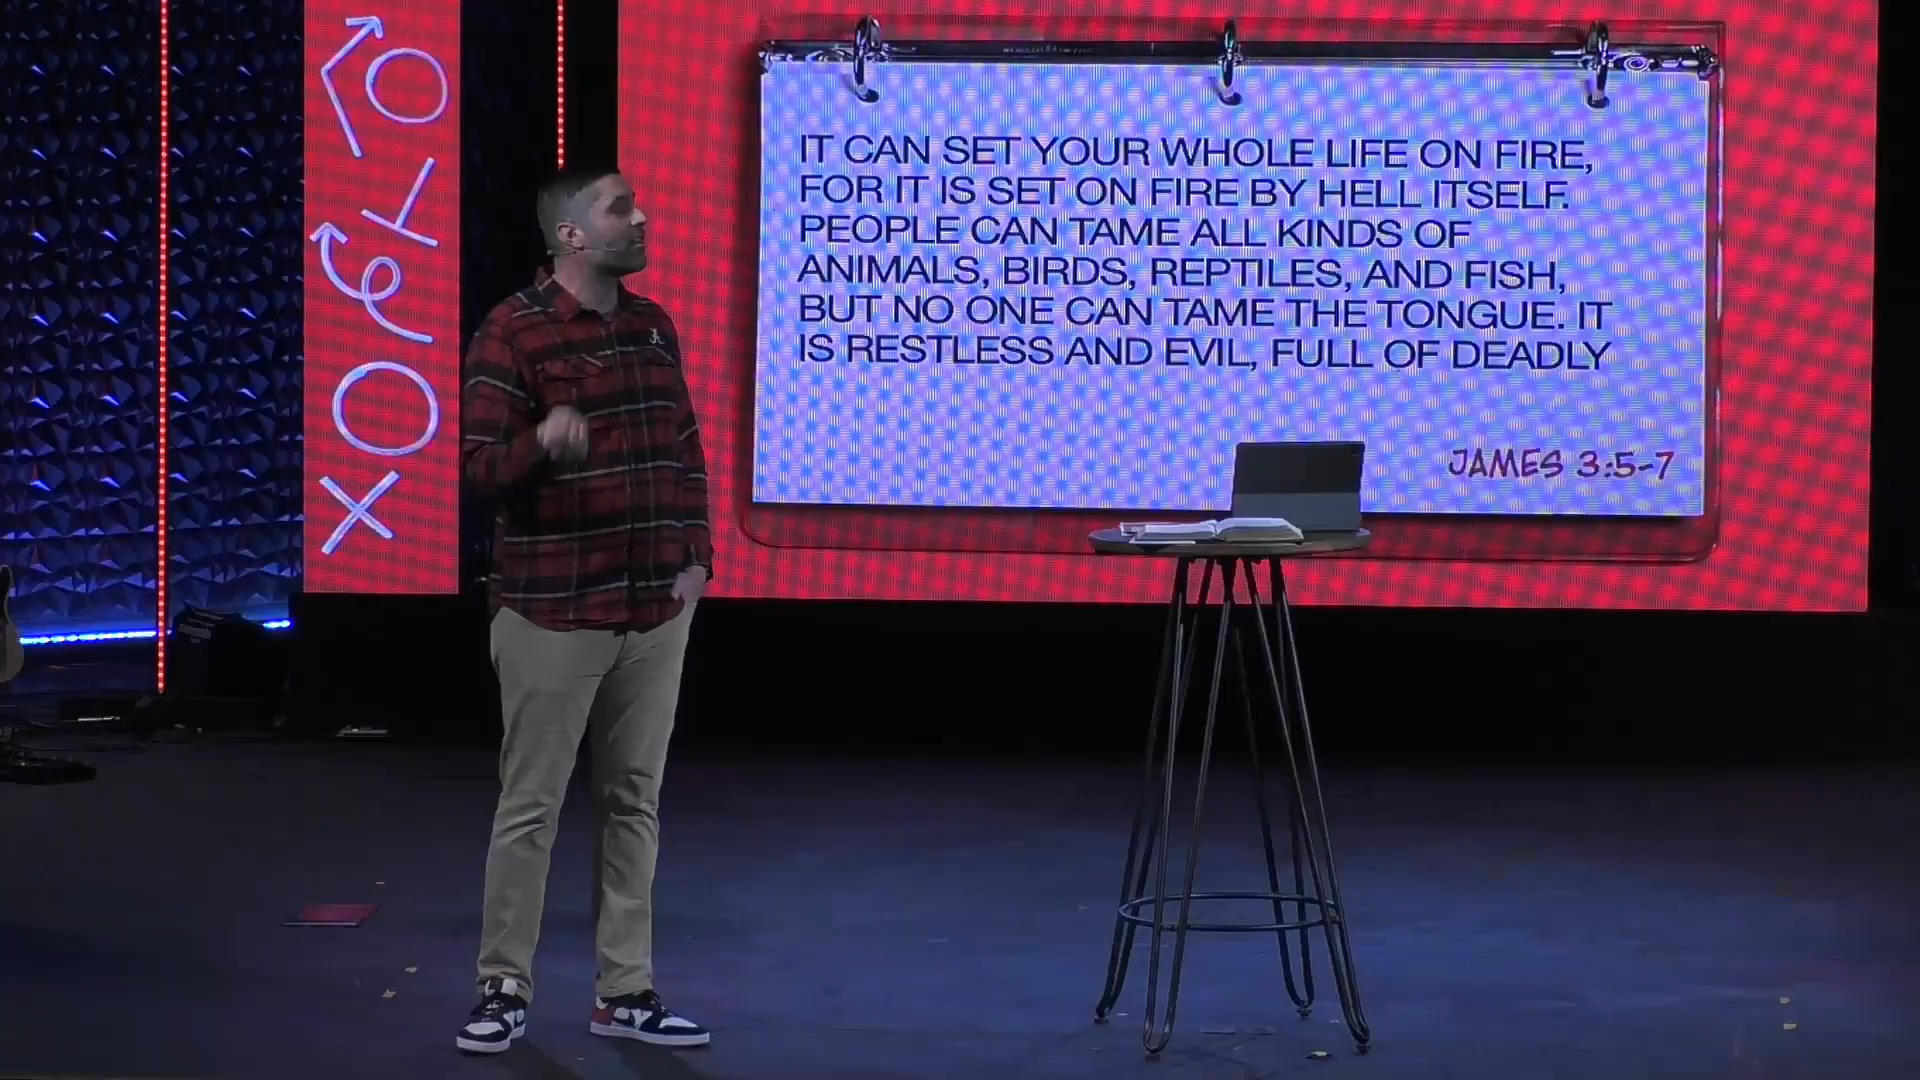 IT CAN SET YOUR WHOLE LIFE ON FIRE,
FOR IT IS SET ON FIRE BY HELL ITSELF.
PEOPLE CAN TAME ALL KINDS OF
ANIMALS, BIRDS, REPTILES, AND FISH,
BUT NO ONE CAN TAME THE TONGUE. IT
IS RESTLESS AND EVIL, FULL OF DEADLY
JAMES 3:5-7